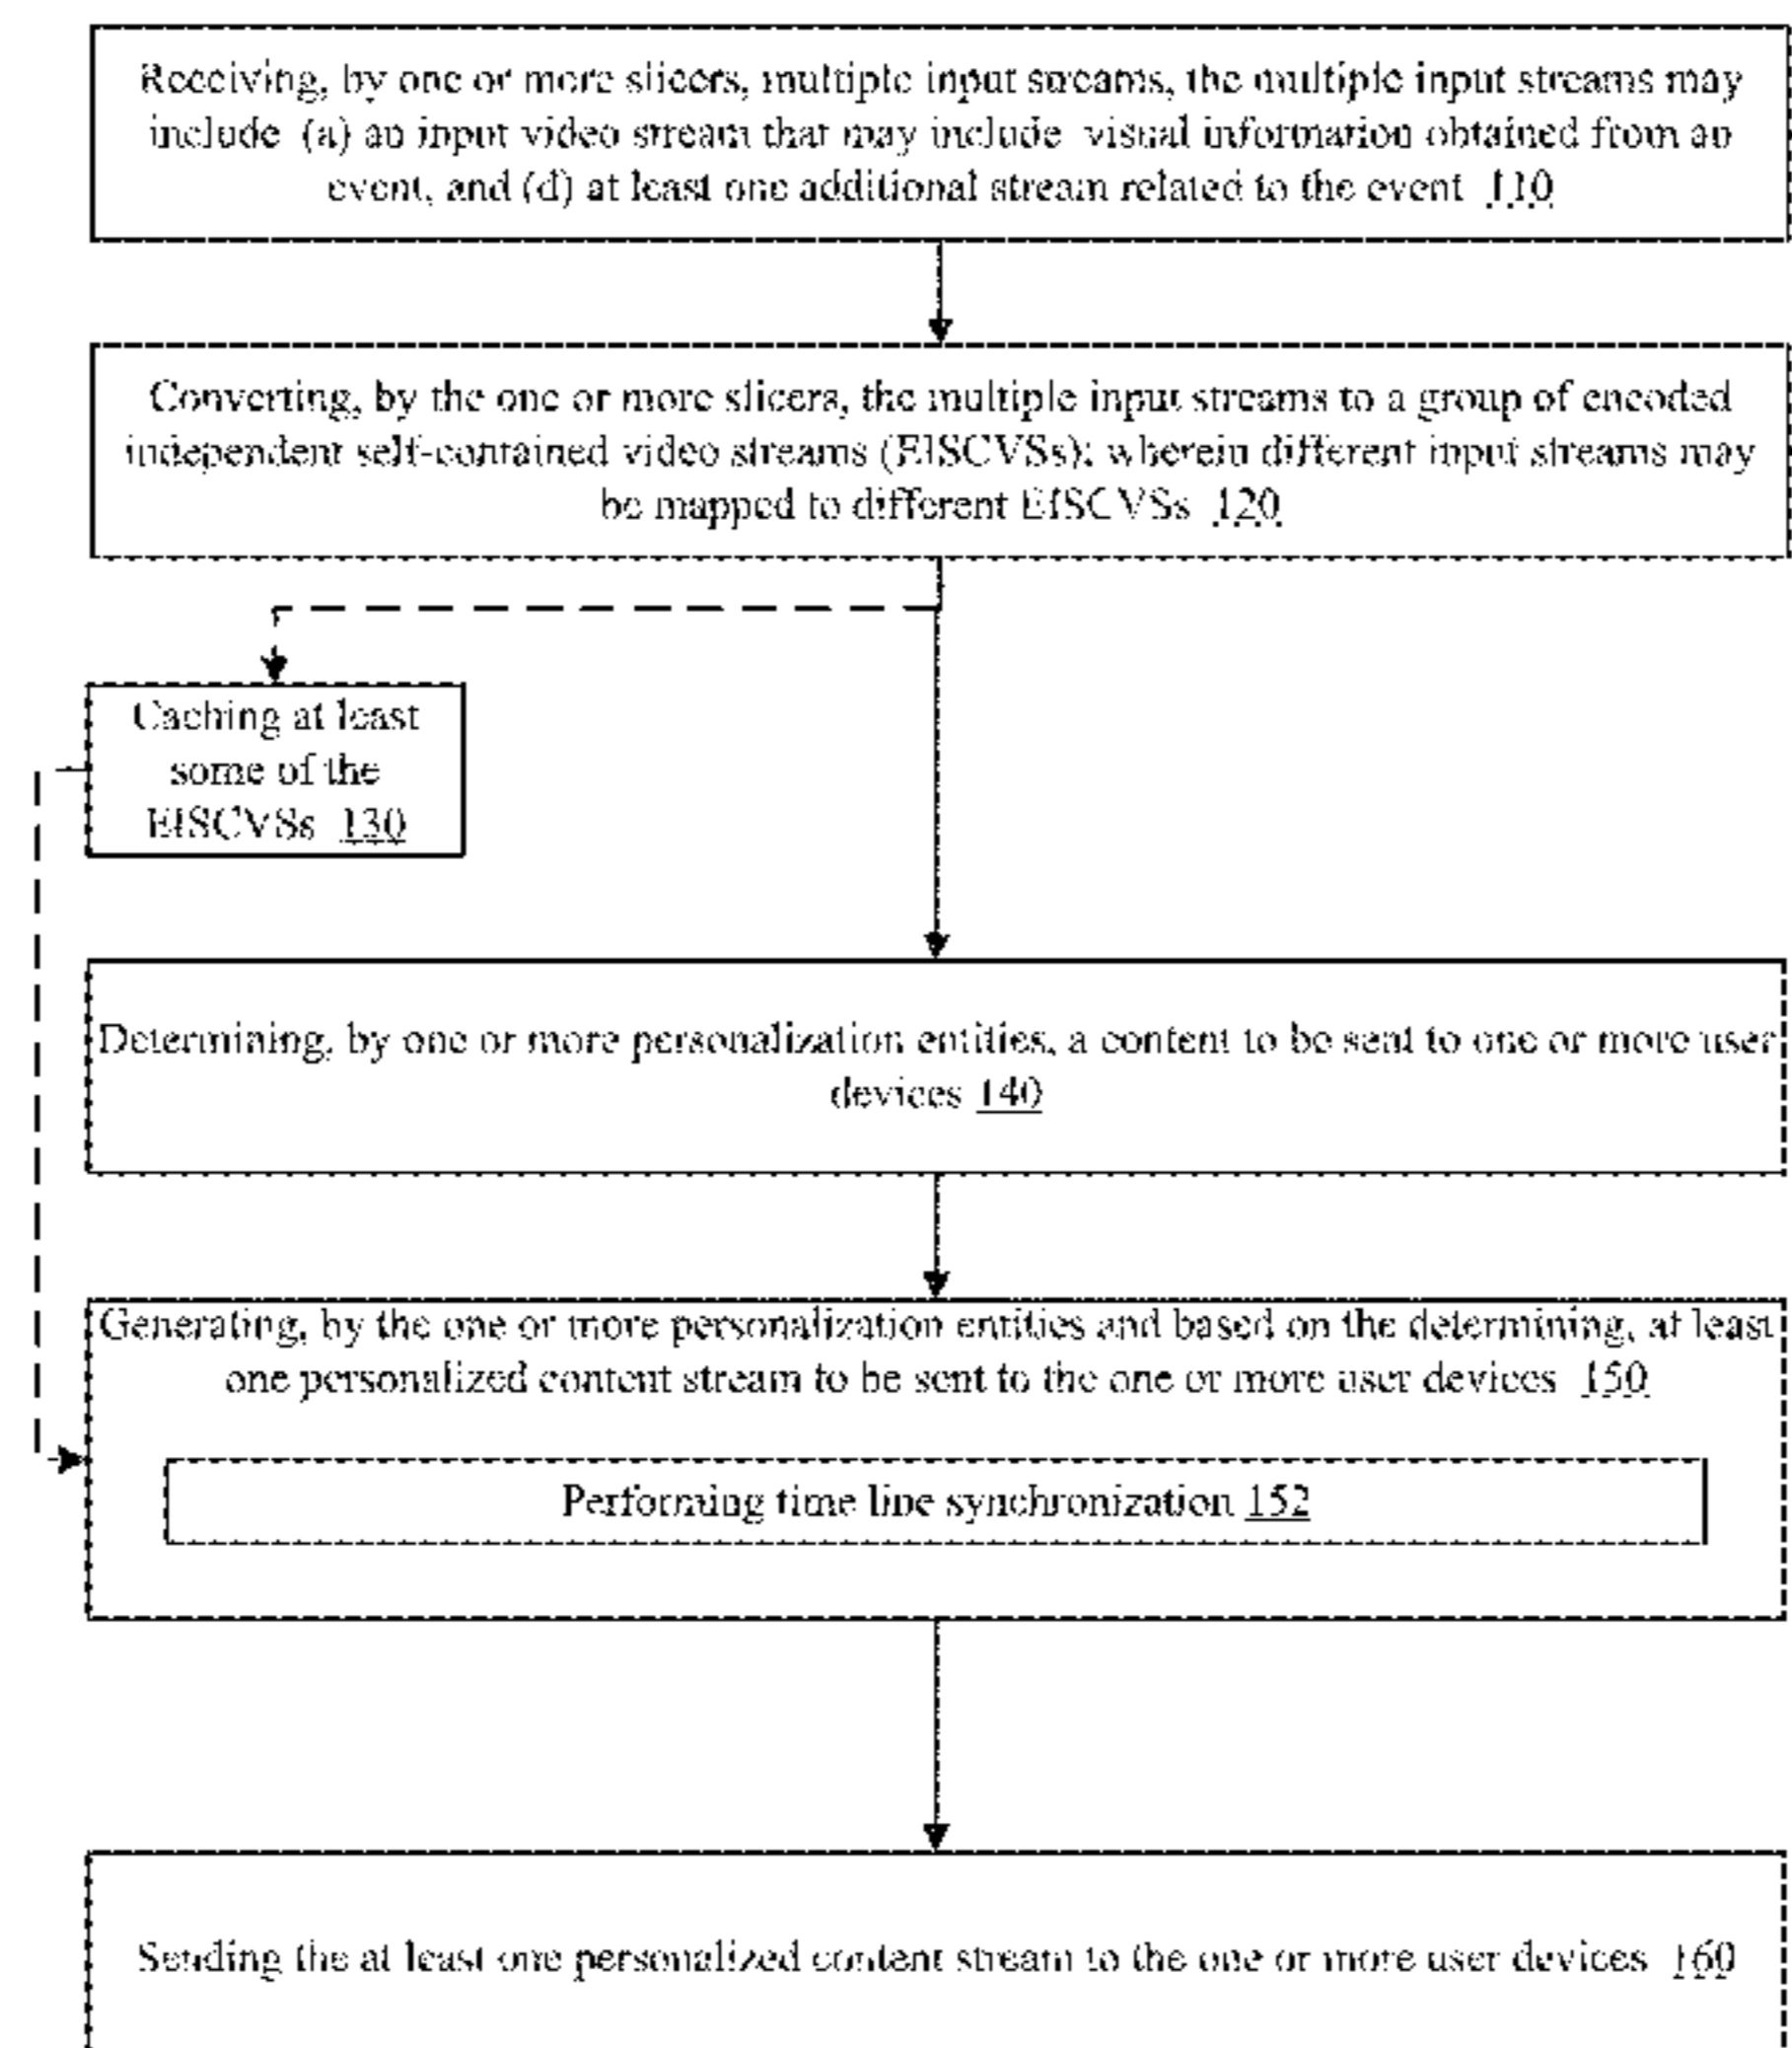 Receiving, by one or more slicers, multiple input streams, the multiple input streams may
include (a) an input video stream that may include visual information obtained from an
event, and (d) at least one additional stream related to the event 110
Converting, by the one or more slicers, the multiple input streams to a group of encoded
independent self-contained video streams (EISCVSs); wherein different input streams may
be mapped to different EISCVSs 120
Caching at least
some of the
EISCVSs 130
Determining, by one or more personalization entities, a content to be sent to one or more user
devices 140
Generating, by the one or more personalization entities and based on the determining, at least
one personalized content stream to be sent to the one or more user devices 150
Performing time line synchronization 152
Sending the at least one personalized content stream to the one or more user devices 160